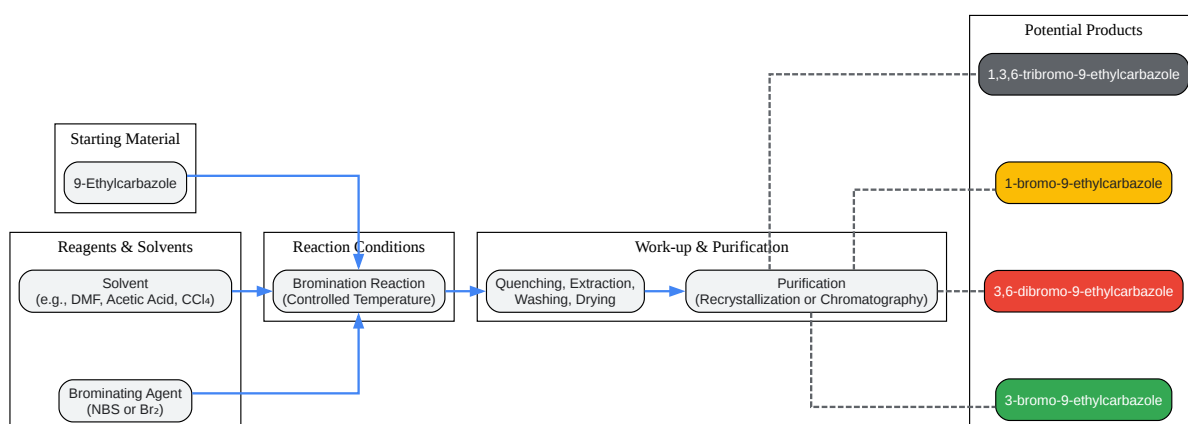 Potential Products
1,3,6-tribromo-9-ethylcarbazole
Starting Material
9-Ethylcarbazole
1-bromo-9-ethylcarbazole
Reagents & Solvents
Reaction Conditions
Work-up & Purification
Solvent
(e.g., DMF, Acetic Acid, CCl₄)
Bromination Reaction
(Controlled Temperature)
Quenching, Extraction,
Washing, Drying
Purification
(Recrystallization or Chromatography)
3,6-dibromo-9-ethylcarbazole
Brominating Agent
(NBS or Br₂)
3-bromo-9-ethylcarbazole